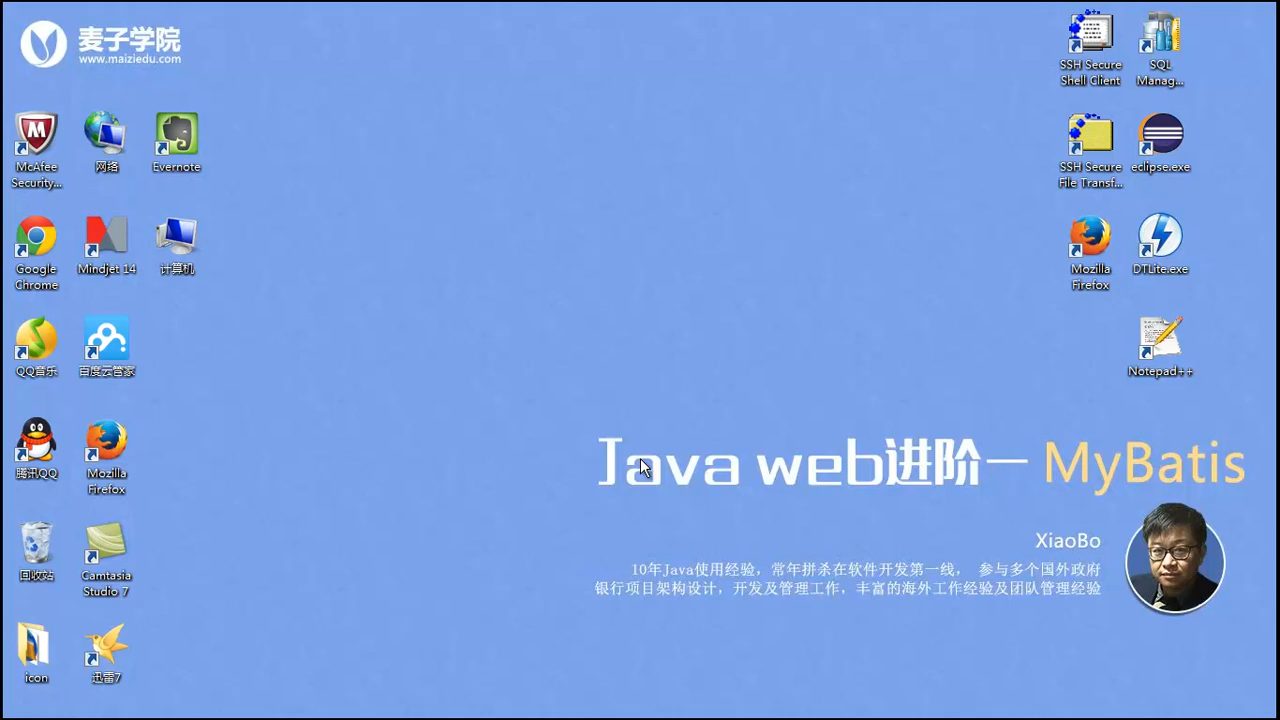 麦子学院
www.maiziedu.com
McAfee
Security...
网络
Evernote
Google
Chrome
Mindjet 14
计算机
QQ音乐
百度云管家
腾讯QQ
Mozilla
Firefox
回收站
Camtasia
Studio 7
icon
迅雷7
SSH Secure
Shell Client
SQL
Manag...
SSH Secure
File Transf...
eclipse.exe
Mozilla
Firefox
DTLite.exe
Notepad++
Java web进阶— MyBatis
XiaoBo
10年Java使用经验，常年拼杀在软件开发第一线， 参与多个国外政府
银行项目架构设计，开发及管理工作，丰富的海外工作经验及团队管理经验